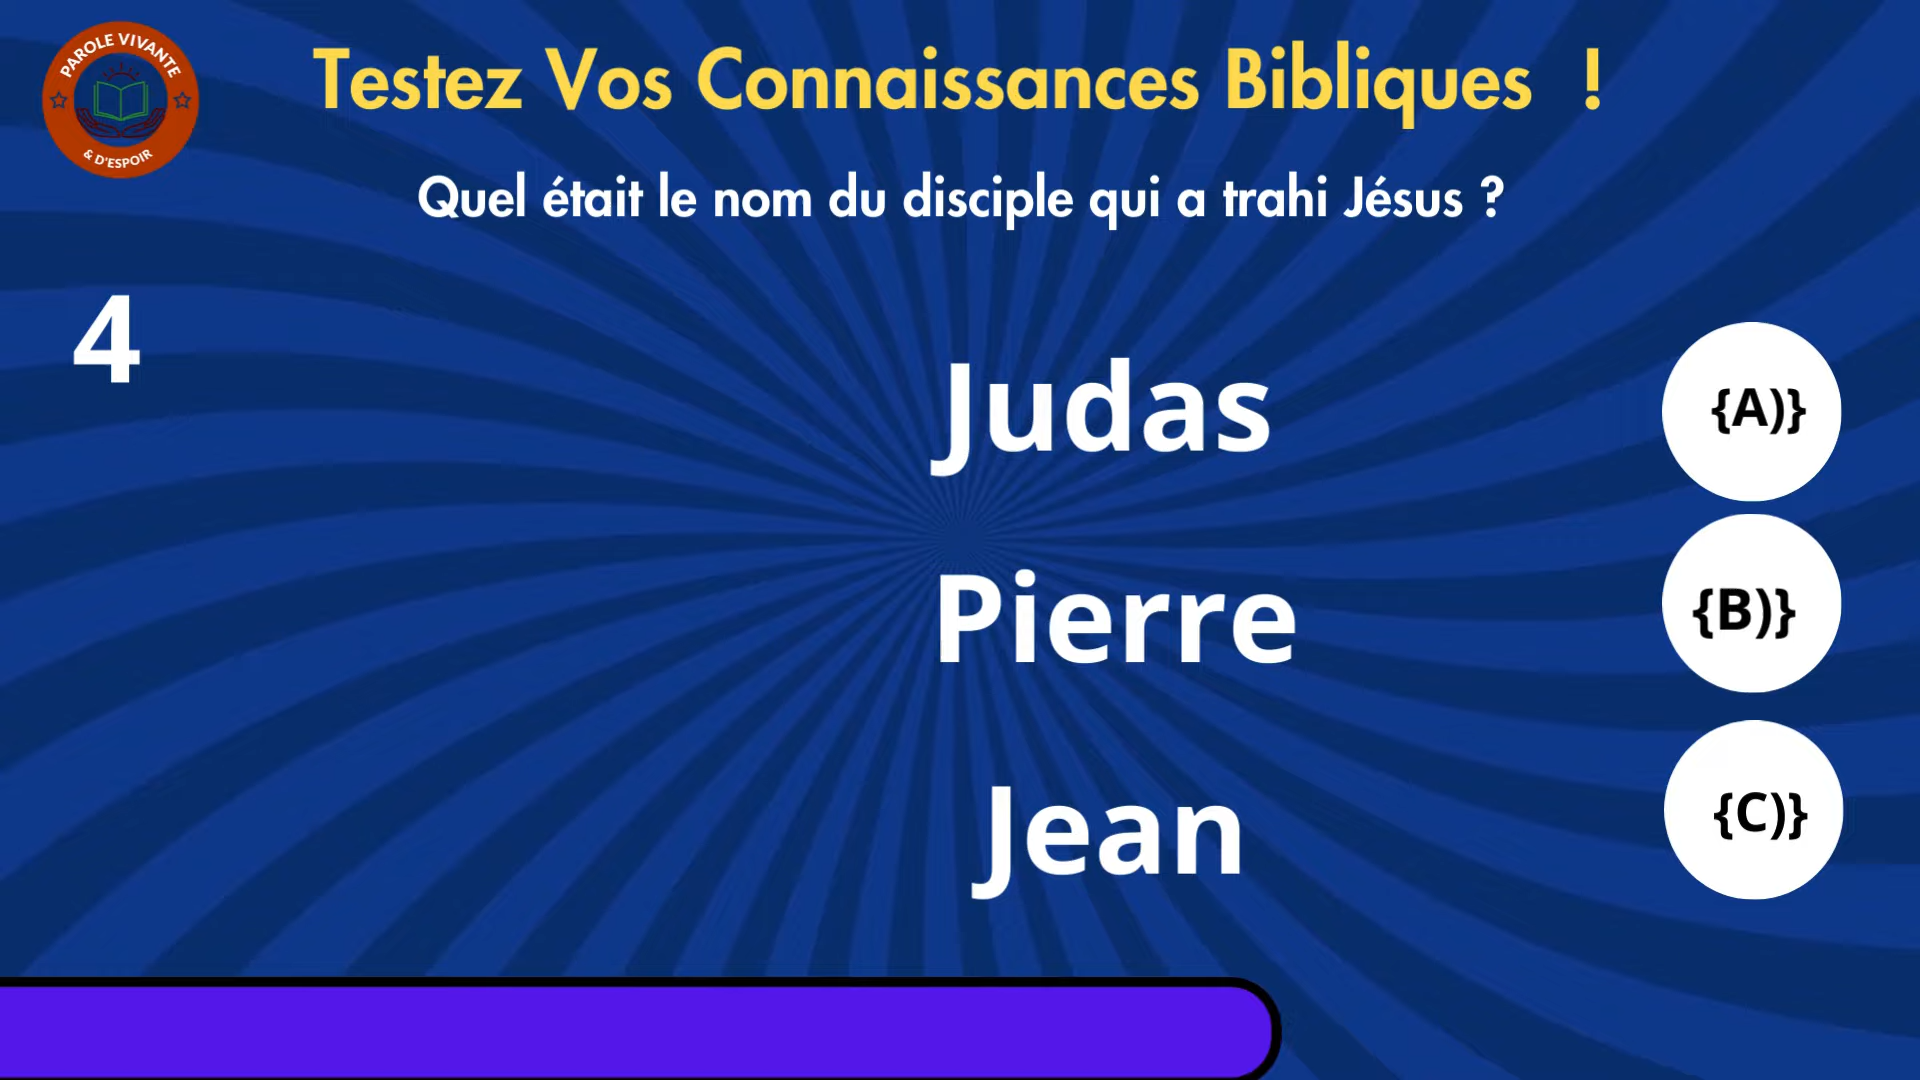 PAROLE VIVANTE
& D'ESPOIR
Testez Vos Connaissances Bibliques !
Quel était le nom du disciple qui a trahi Jésus ?
4
Judas
{A)}
Pierre
{B)}
Jean
{C)}